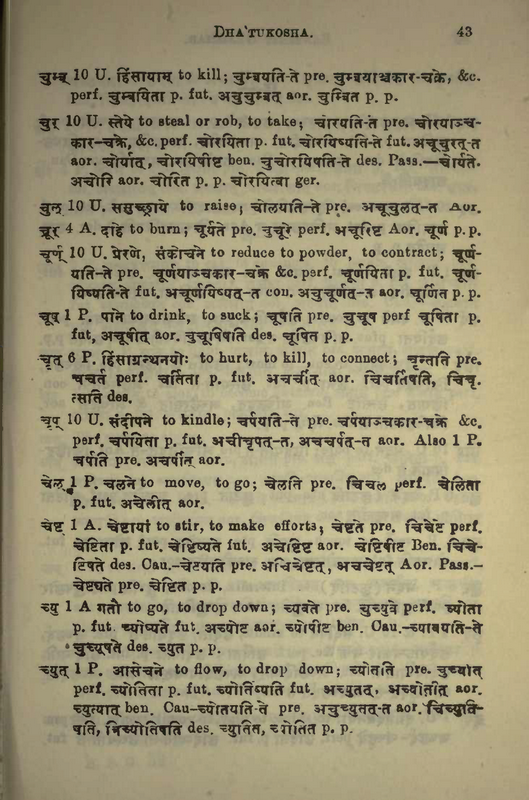 DHA'TUKOSHA. 43
चुम्ब् 10 U. हिंसायाम् to kill; चुम्बयति-ते pre. चुम्बयाञ्चकार-चक्रे, &c.
perf. चुम्बयिता p. fut. अचुचुम्बत् aor. चुम्बित p. p.
चुर् 10 U. स्तेये to steal or rob, to take; चोरयति-ते pre. चोरयाञ्च-
कार-चक्रे, &c. perf. चोरयिता p. fut. चोरयिष्यति-ते fut. अचूचुरत्-त
aor. चोर्यात्, चोरयिषीष्ट ben. चुचोरयिषति-ते des. Pass.—चोर्यते.
अचोरि aor. चोरित p. p. चोरयित्वा ger.
चुल् 10 U. समुच्छ्राये to raise; चोलयति-ते pre. अचूचुलत्-त Aor.
चूर् 4 A. दाहे to burn; चूर्यते pre. चुचूरे perf. अचूरिष्ट Aor. चूर्ण p. p.
चूर्ण् 10 U. प्रेरणे, संकोचने to reduce to powder, to contract; चूर्ण-
यति-ते pre. चूर्णयाञ्चकार-चक्रे &c. perf. चूर्णयिता p. fut. चूर्ण-
यिष्यति-ते fut. अचूर्णयिष्यत्-त con. अचुचूर्णत्-त aor. चूर्णित p. p.
चूष् 1 P. पाने to drink, to suck; चूषति pre. चुचूष perf चूषिता p.
fut, अचूषीत् aor. चुचूषिषति des. चूषित p. p.
चृत् 6 P. हिंसाग्रन्थनयोः to hurt, to kill, to connect; चृन्तति pre.
चचर्त perf. चर्तिता p. fut. अचर्चीत् aor. चिचर्तिषति, चिचृ.
त्सति des.
चृप् 10 U. संदीपने to kindle; चर्पयति-ते pre. चर्पयाञ्चकार-चक्रे &c.
perf. चर्पयिता p. fut. अचीचृपत्-त, अचचर्पत्-त aor. Also 1 P.
चर्पति pre. अचर्पीत् aor.
चेल् 1 P. चलने to move, to go; चेलति pre. चिचल perf. चेलिता
p. fut. अचेलीत् aor.
चेष्ट् 1 A. चेष्टायां to stir, to make efforts; चेष्टते pre. चिचेष्टे perf.
चेष्टिता p. fut. चेष्टिष्यते fut. अचेष्टिष्ट aor. चेष्टिषीष्ट Ben. चिचे-
ष्टिषते des. Cau.-चेष्टयति pre. अचिचेष्टत्, अचचेष्टत् Aor. Pass.-
चेष्ट्यते pre. चेष्टित p. p.
च्यु 1 A गतौ to go, to drop down; च्यवते pre. चुच्युवे perf. च्योता
p. fut. च्योष्यते fut. अच्योष्ट aor. च्योषीष्ट ben. Cau.-च्यावयति-ते
चुच्यूषते des. च्युत p. p.
च्युत् 1 P. आसेचने to flow, to drop down; च्योतति pre. चुच्योत
perf. च्योतिता p. fut. च्योतिष्यति fut. अच्युतत्, अच्योतीत् aor.
च्युत्यात् ben. Cau-च्योतयति-ते pre. अचुच्युतत्-त aor. चिच्युति-
षति, चिच्योतिषति des. च्युतित, च्योतित p. p.